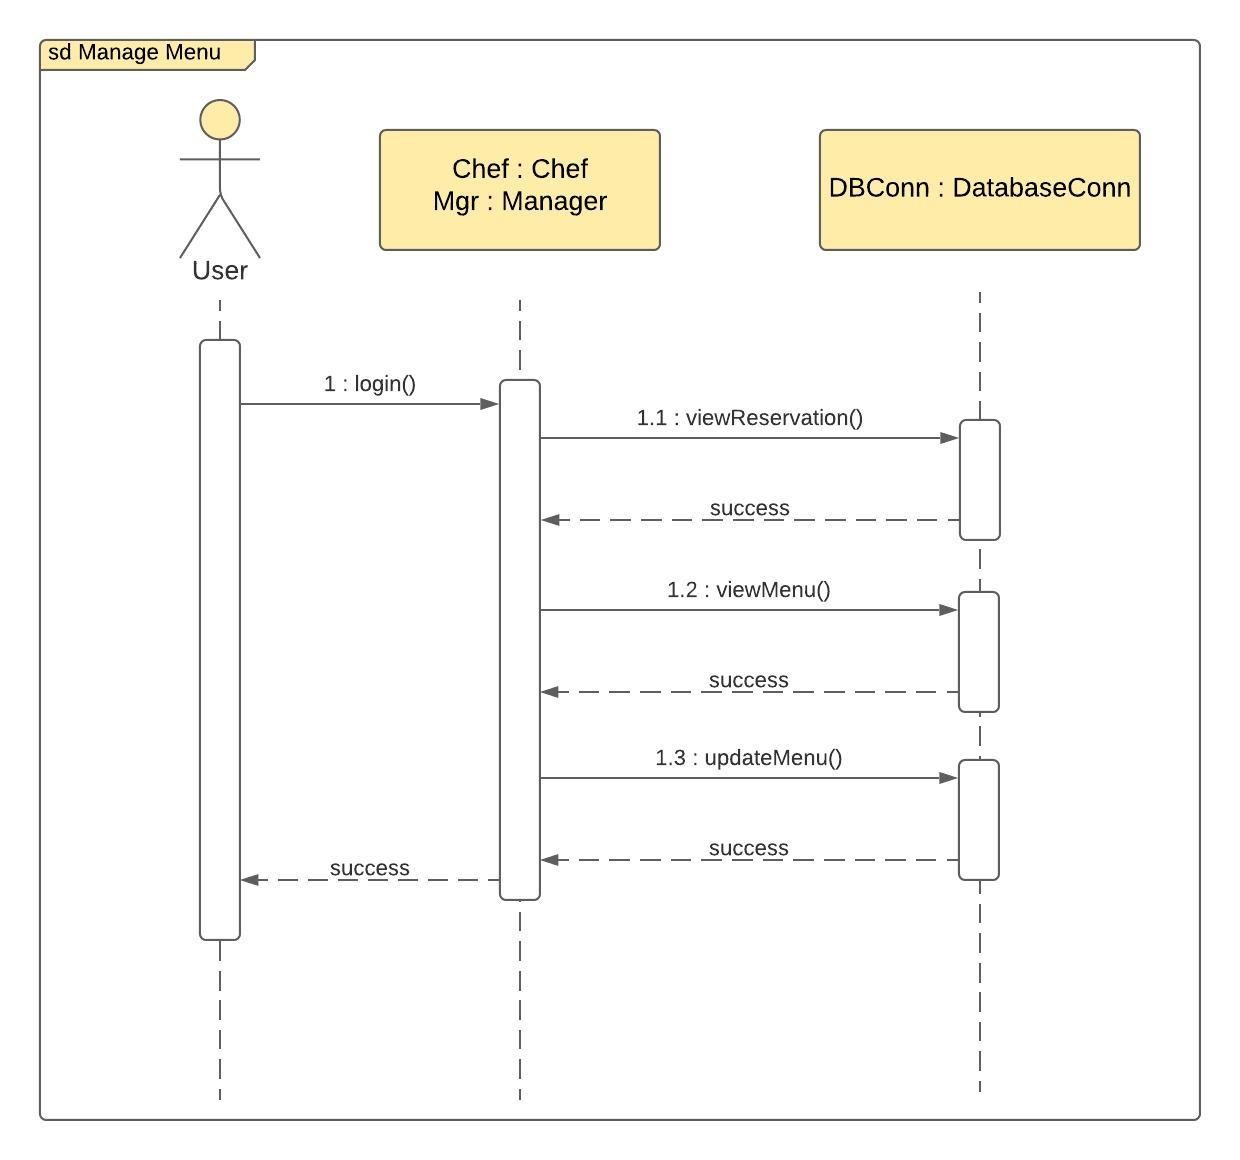 sd Manage Menu
Chef : Chef
Mgr : Manager
DBConn : DatabaseConn
User
1 : login()
1.1 : viewReservation()
success
1.2 : viewMenu()
success
1.3 : updateMenu()
success
success